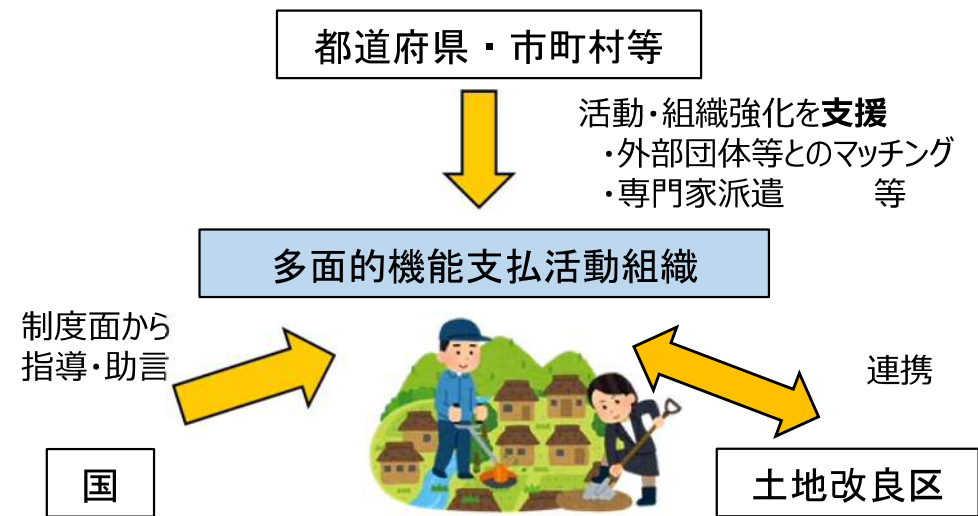 都道府県・市町村等
活動・組織強化を支援
・外部団体等とのマッチング
・専門家派遣　　　等
多面的機能支払活動組織
制度面から
指導・助言
連携
国
土地改良区